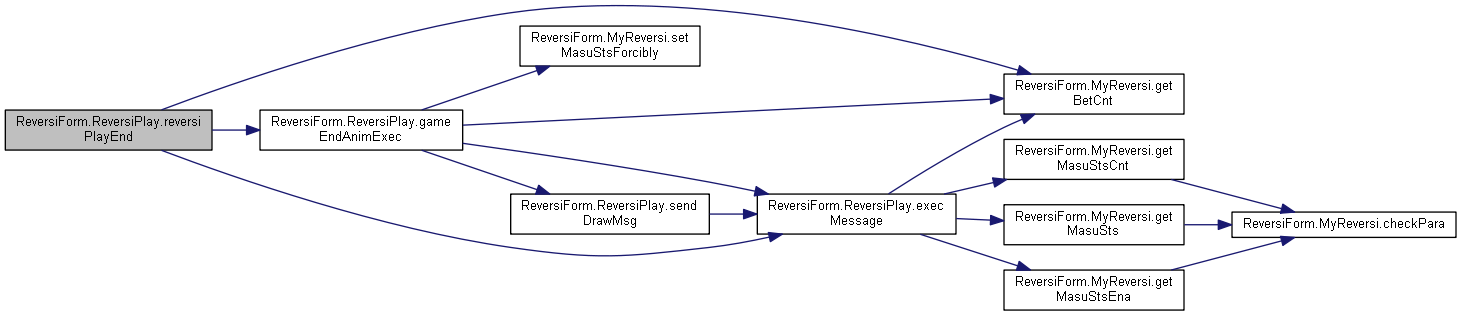 ReversiForm.ReversiPlay.reversi
PlayEnd
ReversiForm.ReversiPlay.game
EndAnimExec
ReversiForm.MyReversi.set
MasuStsForcibly
ReversiForm.ReversiPlay.send
DrawMsg
ReversiForm.ReversiPlay.exec
Message
ReversiForm.MyReversi.get
BetCnt
ReversiForm.MyReversi.get
MasuStsCnt
ReversiForm.MyReversi.get
MasuSts
ReversiForm.MyReversi.get
MasuStsEna
ReversiForm.MyReversi.checkPara